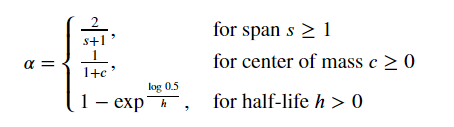 α = { 2/(s+1), for span s ≥ 1
1/(1+c), for center of mass c ≥ 0
1 − exp^(log 0.5 / h), for half-life h > 0